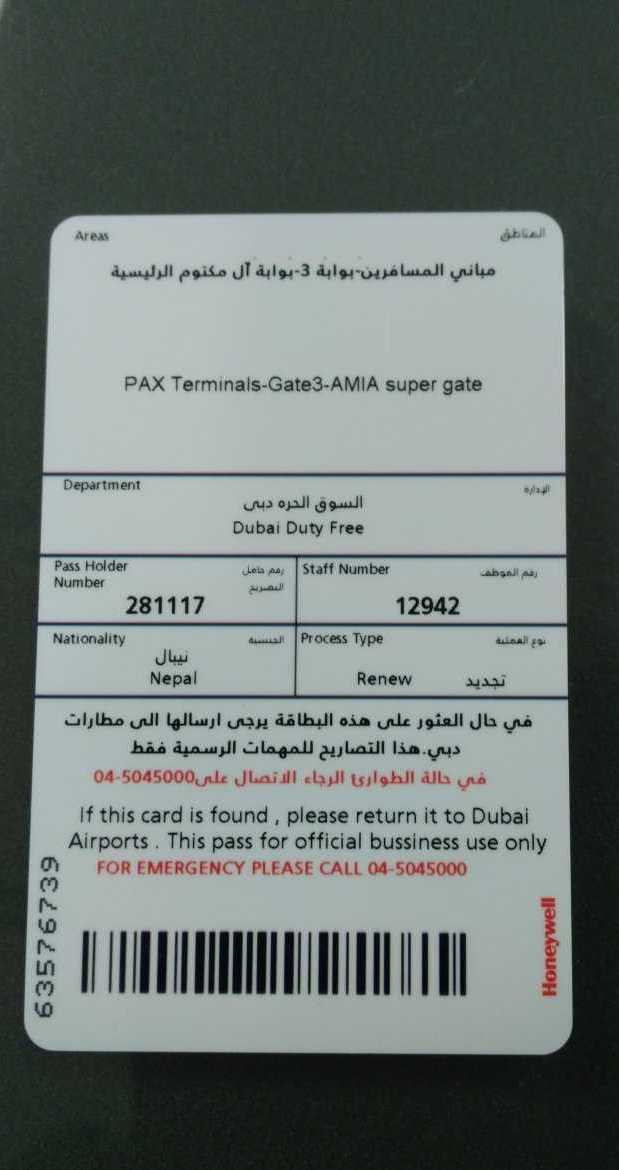 Areas المناطق
مباني المسافرين-بوابة 3-بوابة آل مكتوم الرئيسية
PAX Terminals-Gate3-AMIA super gate
Department الإدارة
السوق الحره دبى
Dubai Duty Free
Pass Holder Number رقم حامل التصريح
281117
Staff Number رقم الموظف
12942
Nationality الجنسية
نيبال
Nepal
Process Type نوع العملية
Renew تجديد
في حال العثور على هذه البطاقة يرجى ارسالها الى مطارات
دبي.هذا التصاريح للمهمات الرسمية فقط
في حالة الطوارئ الرجاء الاتصال على04-5045000
If this card is found , please return it to Dubai
Airports . This pass for official bussiness use only
FOR EMERGENCY PLEASE CALL 04-5045000
63576739
Honeywell